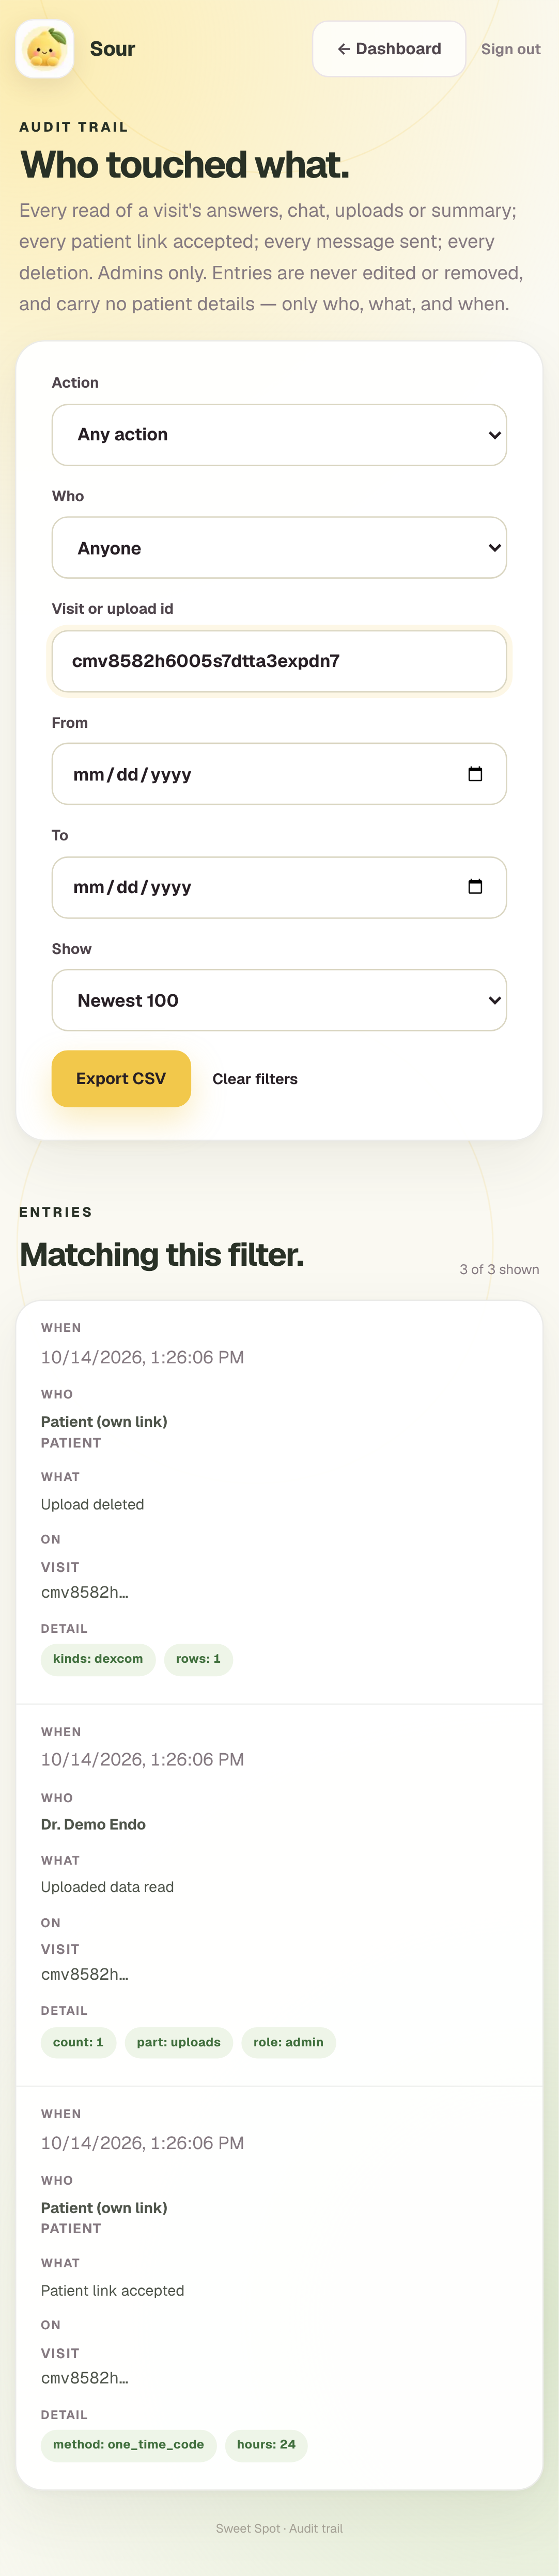 Sour
← Dashboard
Sign out
AUDIT TRAIL
Who touched what.
Every read of a visit's answers, chat, uploads or summary;
every patient link accepted; every message sent; every
deletion. Admins only. Entries are never edited or removed,
and carry no patient details — only who, what, and when.
Action
Any action
Who
Anyone
Visit or upload id
cmv8582h6005s7dtta3expdn7
From
mm/dd/yyyy
To
mm/dd/yyyy
Show
Newest 100
Export CSV
Clear filters
ENTRIES
Matching this filter.
3 of 3 shown
WHEN
10/14/2026, 1:26:06 PM
WHO
Patient (own link)
PATIENT
WHAT
Upload deleted
ON
VISIT
cmv8582h…
DETAIL
kinds: dexcom
rows: 1
WHEN
10/14/2026, 1:26:06 PM
WHO
Dr. Demo Endo
WHAT
Uploaded data read
ON
VISIT
cmv8582h…
DETAIL
count: 1
part: uploads
role: admin
WHEN
10/14/2026, 1:26:06 PM
WHO
Patient (own link)
PATIENT
WHAT
Patient link accepted
ON
VISIT
cmv8582h…
DETAIL
method: one_time_code
hours: 24
Sweet Spot · Audit trail